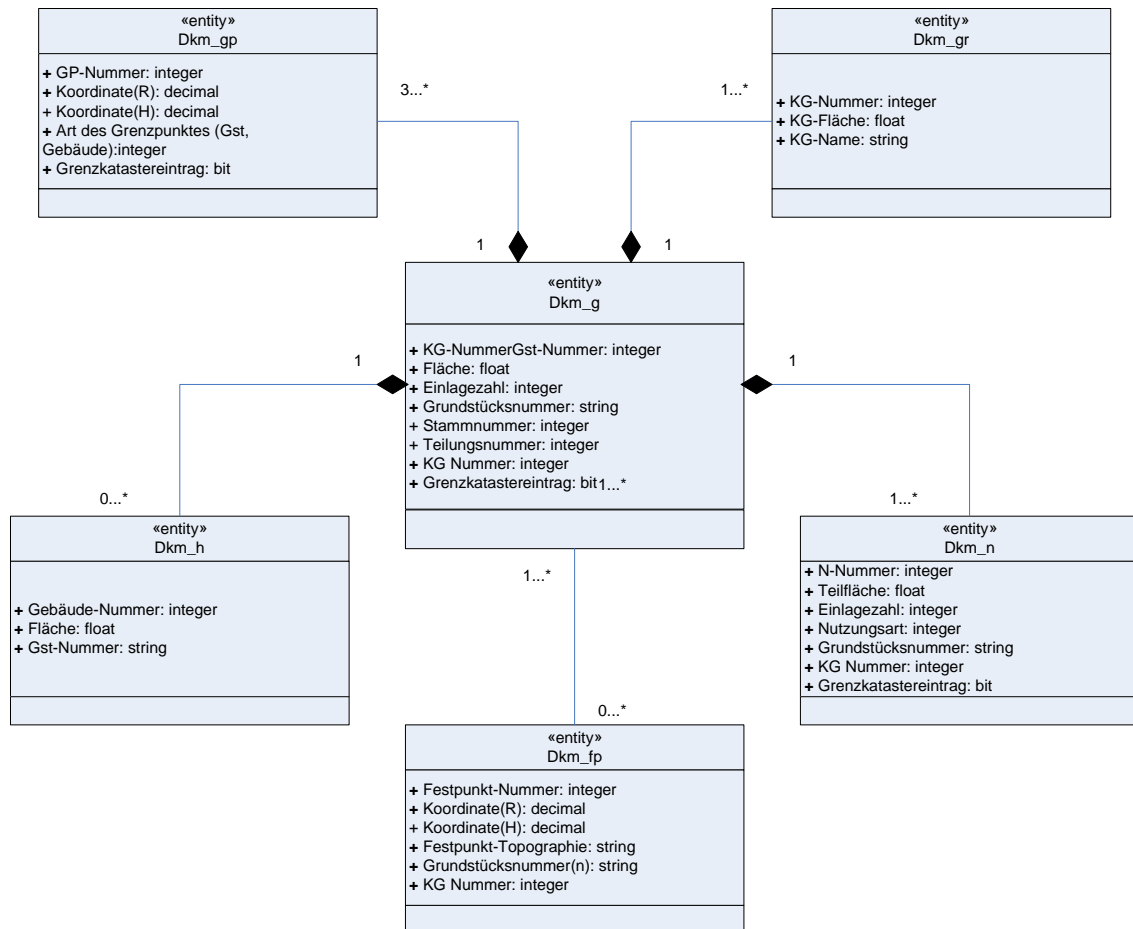 «entity»
Dkm_gp
+ GP-Nummer: integer
+ Koordinate(R): decimal
+ Koordinate(H): decimal
+ Art des Grenzpunktes (Gst,
Gebäude):integer
+ Grenzkatastereintrag: bit
3...*
1
«entity»
Dkm_gr
+ KG-Nummer: integer
+ KG-Fläche: float
+ KG-Name: string
1...*
1
«entity»
Dkm_g
+ KG-NummerGst-Nummer: integer
+ Fläche: float
+ Einlagezahl: integer
+ Grundstücksnummer: string
+ Stammnummer: integer
+ Teilungsnummer: integer
+ KG Nummer: integer
+ Grenzkatastereintrag: bit
1...*
1
0...*
1
1...*
«entity»
Dkm_h
+ Gebäude-Nummer: integer
+ Fläche: float
+ Gst-Nummer: string
1...*
0...*
«entity»
Dkm_n
+ N-Nummer: integer
+ Teilfläche: float
+ Einlagezahl: integer
+ Nutzungsart: integer
+ Grundstücksnummer: string
+ KG Nummer: integer
+ Grenzkatastereintrag: bit
«entity»
Dkm_fp
+ Festpunkt-Nummer: integer
+ Koordinate(R): decimal
+ Koordinate(H): decimal
+ Festpunkt-Topographie: string
+ Grundstücksnummer(n): string
+ KG Nummer: integer